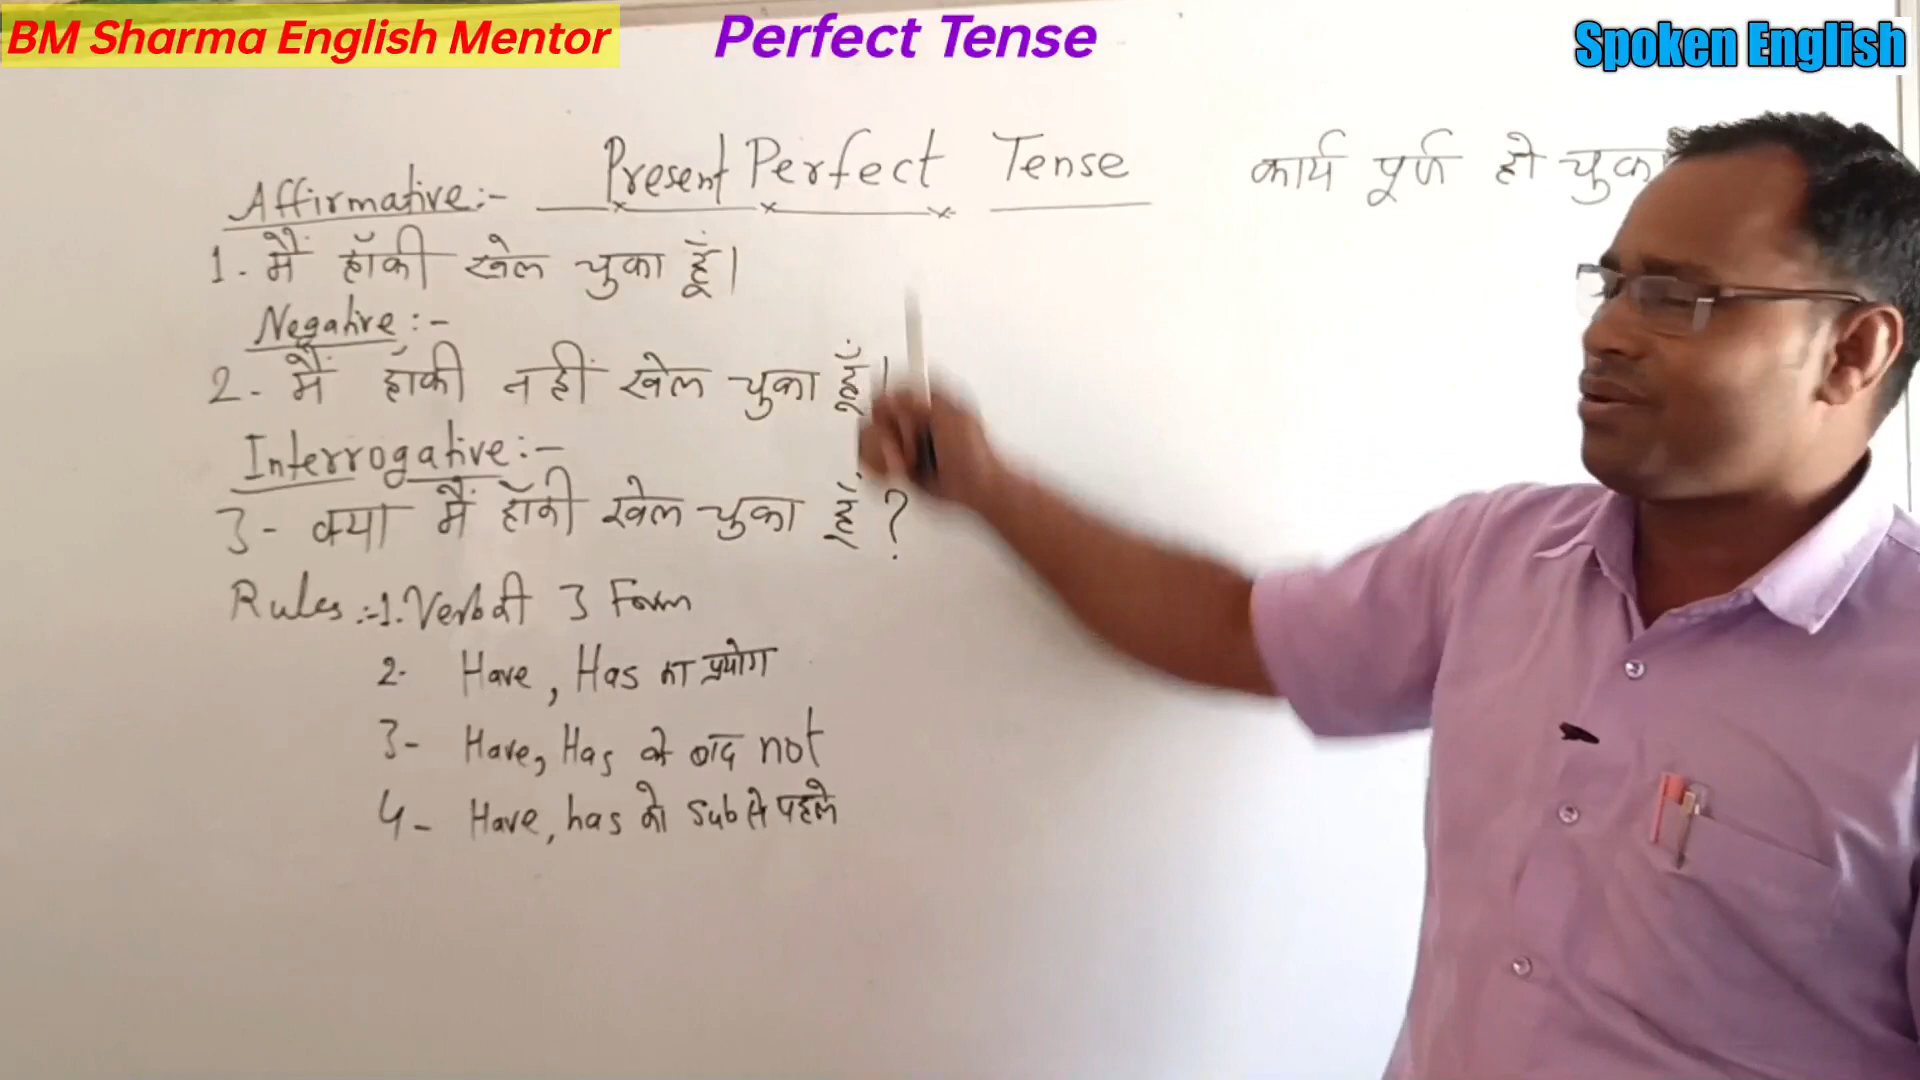 BM Sharma English Mentor
Perfect Tense
Spoken English
Present Perfect Tense
कार्य पूर्ण हो चुक
Affirmative:-
1. मैं हॉकी खेल चुका हूँ।
Negative:-
2- मैं हॉकी नहीं खेल चुका हूँ।
Interrogative:-
3- क्या मैं हॉकी खेल चुका हूँ?
Rules:-1. Verb की 3 Form
2- Have, Has का प्रयोग
3- Have, Has के बाद not
4- Have, has को Sub से पहले